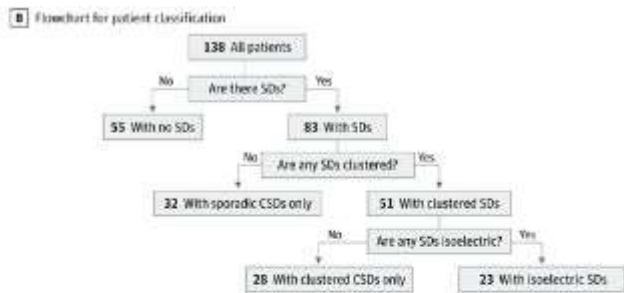 B Flowchart for patient classification
138 All patients
No Are there SDs? Yes
55 With no SDs 83 With SDs
No Are any SDs clustered? Yes
32 With sporadic CSDs only 51 With clustered SDs
No Are any SDs isoelectric? Yes
28 With clustered CSDs only 23 With isoelectric SDs